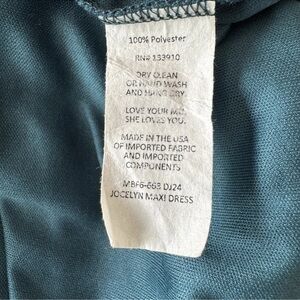 100% Polyester
RN# 133910
DRY CLEAN
OR HAND WASH
AND HANG DRY
LOVE YOUR MG,
SHE LOVES YOU.
MADE IN THE USA
OF IMPORTED FABRIC
AND IMPORTED
COMPONENTS
MBF6-663 DJ24
JOCELYN MAXI DRESS